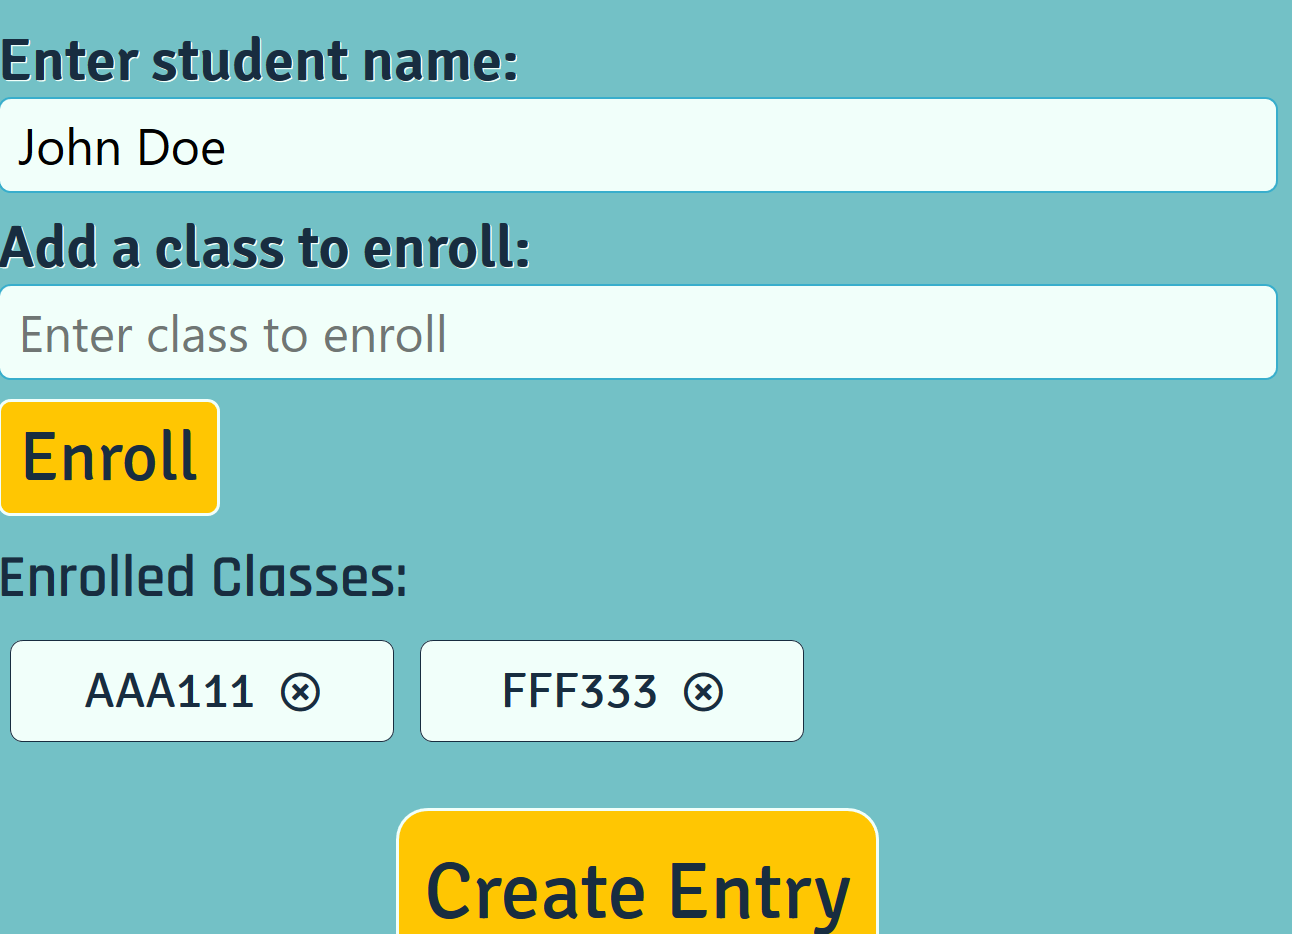 Enter student name:
John Doe
Add a class to enroll:
Enter class to enroll
Enroll
Enrolled Classes:
AAA111 FFF333
Create Entry